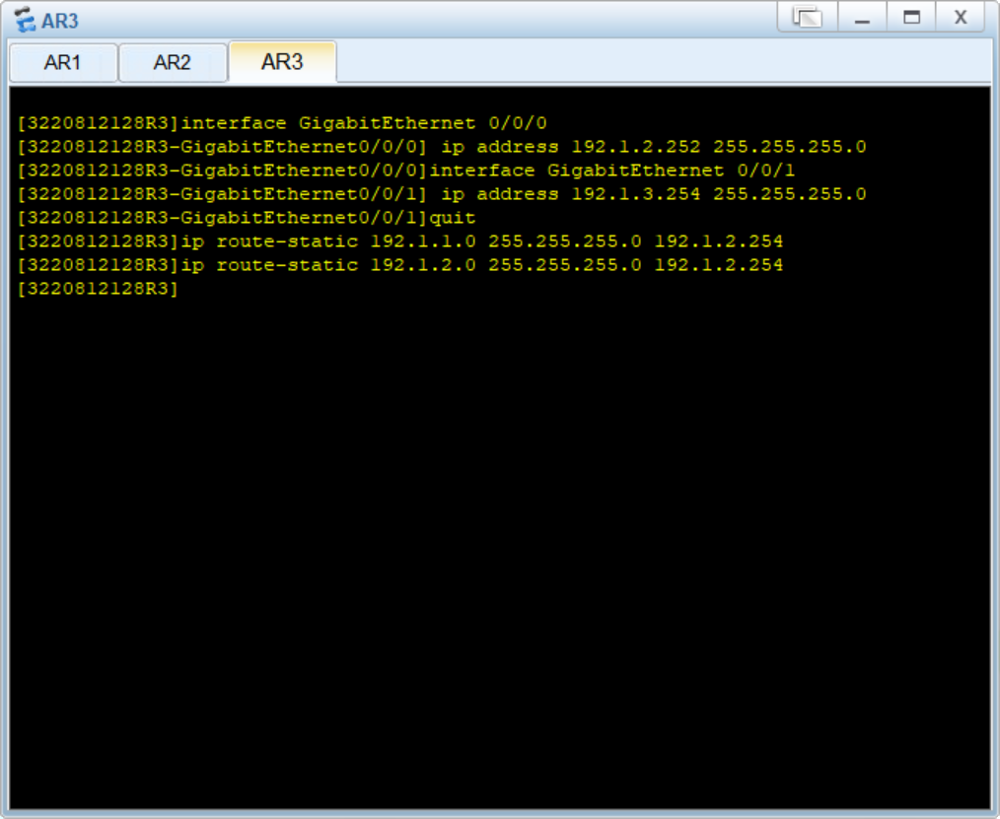 AR3
X
AR1 AR2 AR3
[3220812128R3]interface GigabitEthernet 0/0/0
[3220812128R3-GigabitEthernet0/0/0] ip address 192.1.2.252 255.255.255.0
[3220812128R3-GigabitEthernet0/0/0]interface GigabitEthernet 0/0/1
[3220812128R3-GigabitEthernet0/0/1] ip address 192.1.3.254 255.255.255.0
[3220812128R3-GigabitEthernet0/0/1]quit
[3220812128R3]ip route-static 192.1.1.0 255.255.255.0 192.1.2.254
[3220812128R3]ip route-static 192.1.2.0 255.255.255.0 192.1.2.254
[3220812128R3]